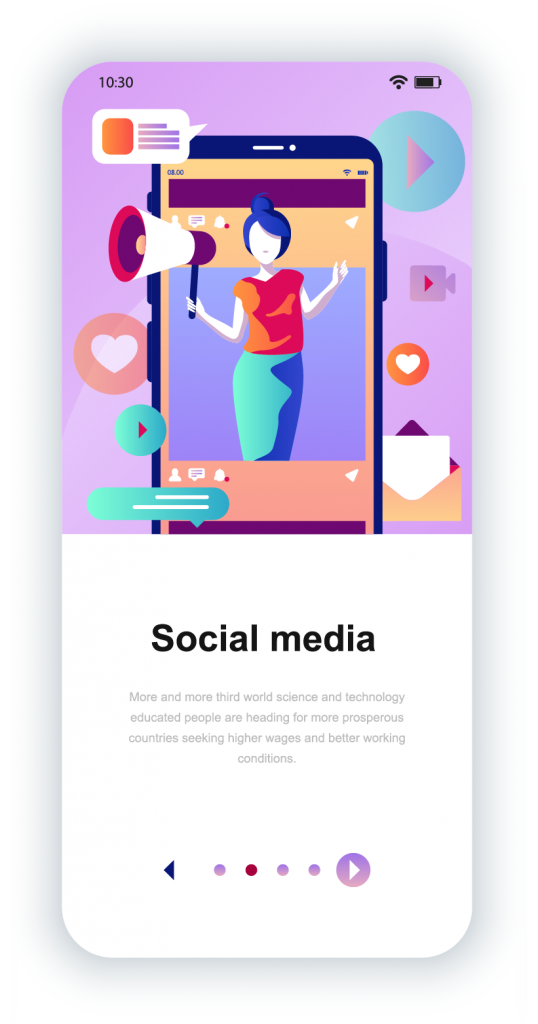 10:30
08.00
Social media
More and more third world science and technology
educated people are heading for more prosperous
countries seeking higher wages and better working
conditions.